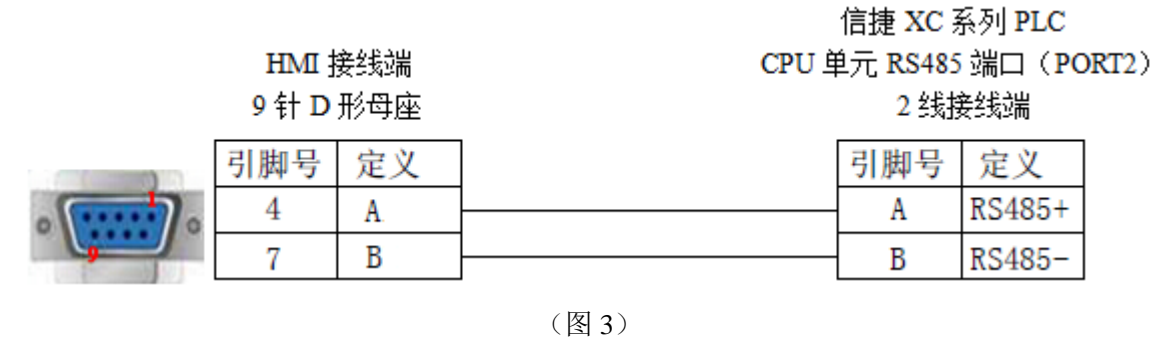 信捷 XC 系列 PLC
HMI 接线端
CPU 单元 RS485 端口（PORT2）
9 针 D 形母座
2 线接线端
引脚号 定义
引脚号 定义
1
4 A
A RS485+
9
7 B
B RS485-
（图 3）